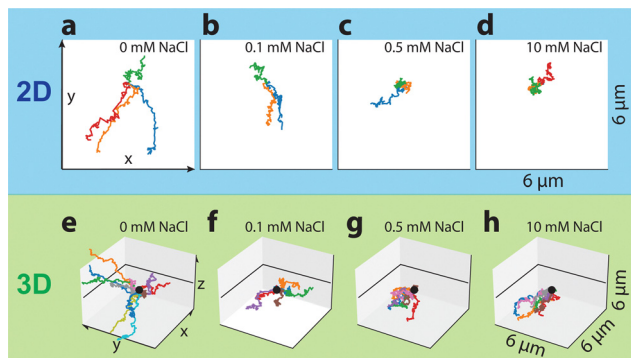 a b c d
0 mM NaCl 0.1 mM NaCl 0.5 mM NaCl 10 mM NaCl
2D
y
x
6 μm
6 μm
e f g h
0 mM NaCl 0.1 mM NaCl 0.5 mM NaCl 10 mM NaCl
3D
z
x
y
6 μm
6 μm
6 μm